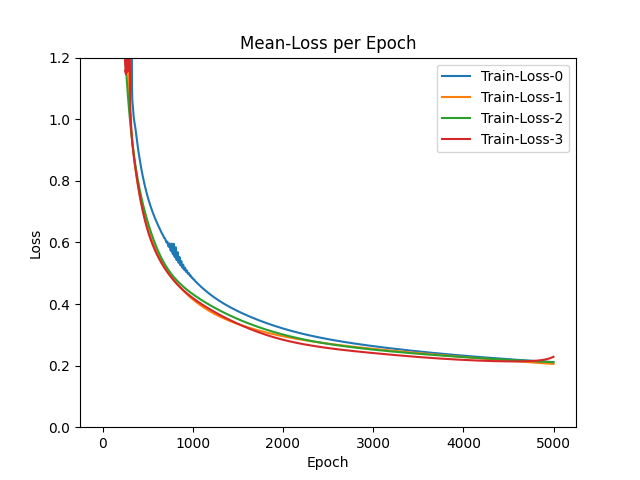 Mean-Loss per Epoch
1.2
1.0
0.8
0.6
0.4
0.2
0.0
Loss
Train-Loss-0
Train-Loss-1
Train-Loss-2
Train-Loss-3
0 1000 2000 3000 4000 5000
Epoch